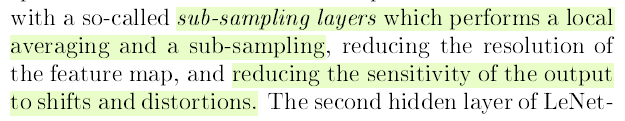 with a so-called sub-sampling layers which performs a local
averaging and a sub-sampling, reducing the resolution of
the feature map, and reducing the sensitivity of the output
to shifts and distortions. The second hidden layer of LeNet-